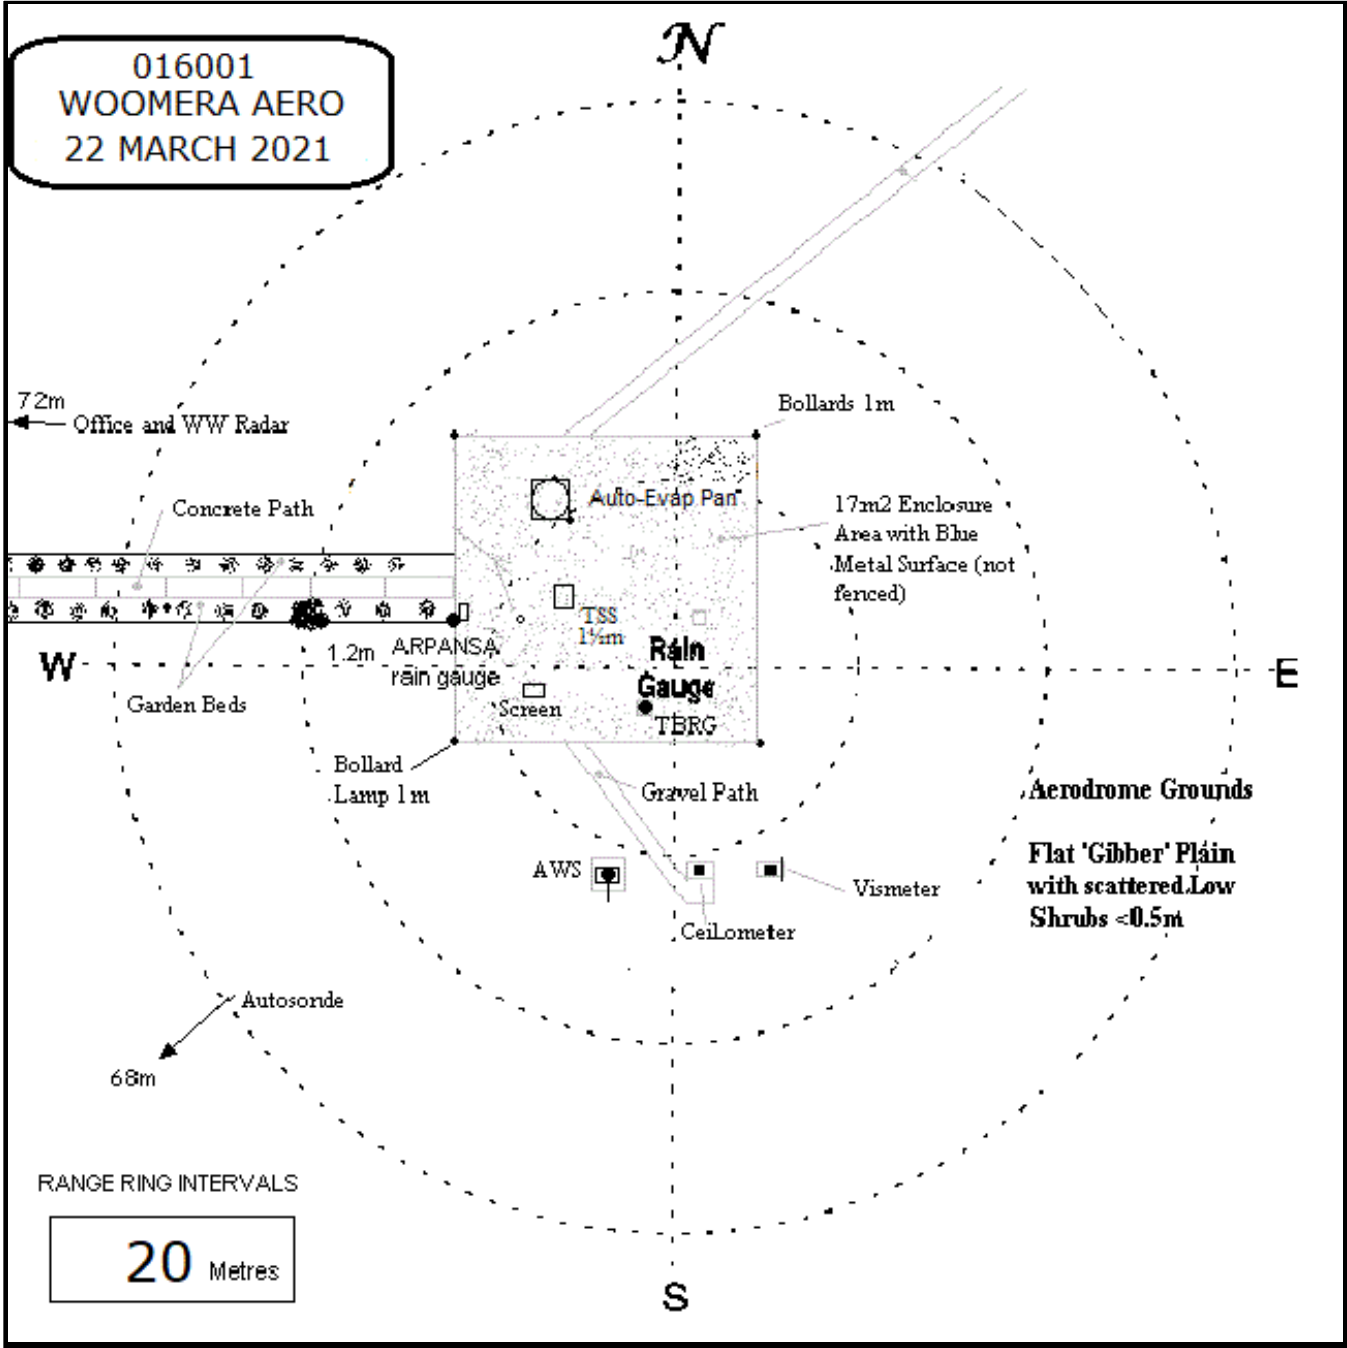 N
016001
WOOMERA AERO
22 MARCH 2021
72m
Office and WW Radar
Bollards 1m
Auto-Evap Pan
Concrete Path
17m2 Enclosure
Area with Blue
Metal Surface (not
fenced)
TSS
1½m
1.2m
ARPANSA
rain gauge
Rain
Gauge
W
E
Garden Beds
Screen
TBRG
Bollard
Lamp 1m
Gravel Path
Aerodrome Grounds
Flat 'Gibber' Plain
with scattered Low
Shrubs <0.5m
AWS
Vismeter
CeiLometer
Autosonde
68m
RANGE RING INTERVALS
20 Metres
S